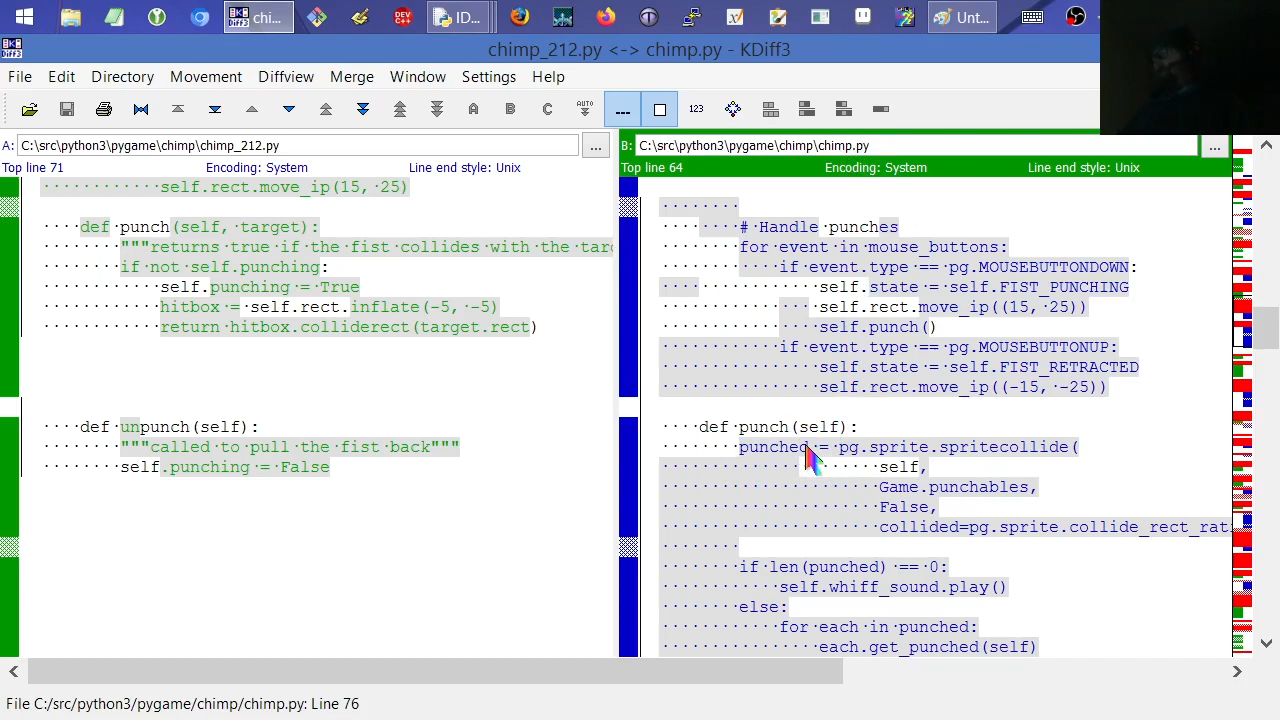 chi...
DEV C++
ID...
Unt...
chimp_212.py <-> chimp.py - KDiff3
File Edit Directory Movement Diffview Merge Window Settings Help
A B C AUTO 123
A: C:\src\python3\pygame\chimp\chimp_212.py ...
Top line 71 Encoding: System Line end style: Unix
············self.rect.move_ip(15,·25)
····def·punch(self,·target):
········"""returns·true·if·the·fist·collides·with·the·tar
········if·not·self.punching:
············self.punching·=·True
············hitbox·=·self.rect.inflate(-5,·-5)
············return·hitbox.colliderect(target.rect)
····def·unpunch(self):
········"""called·to·pull·the·fist·back"""
········self.punching·=·False
B: C:\src\python3\pygame\chimp\chimp.py ...
Top line 64 Encoding: System Line end style: Unix
········
········#·Handle·punches
········for·event·in·mouse_buttons:
············if·event.type·==·pg.MOUSEBUTTONDOWN:
················self.state·=·self.FIST_PUNCHING
················self.rect.move_ip((15,·25))
················self.punch()
············if·event.type·==·pg.MOUSEBUTTONUP:
················self.state·=·self.FIST_RETRACTED
················self.rect.move_ip((-15,·-25))
····def·punch(self):
········punched·=·pg.sprite.spritecollide(
······················self,
······················Game.punchables,
······················False,
······················collided=pg.sprite.collide_rect_rat
········
········if·len(punched)·==·0:
············self.whiff_sound.play()
········else:
············for·each·in·punched:
················each.get_punched(self)
File C:/src/python3/pygame/chimp/chimp.py: Line 76